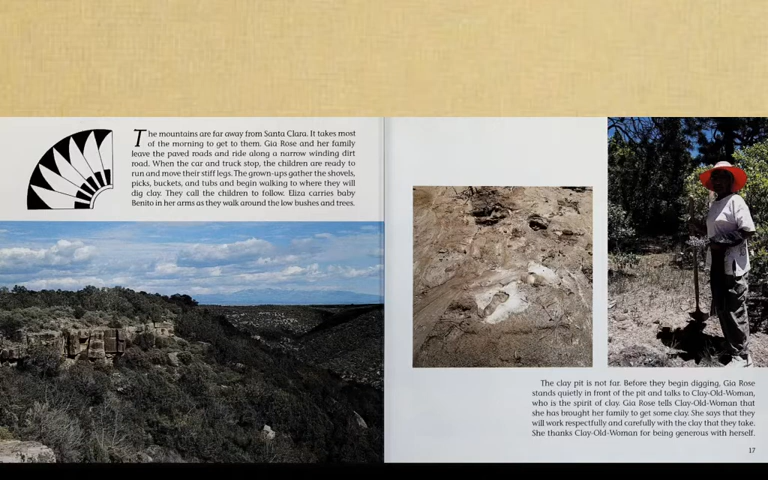 The mountains are far away from Santa Clara. It takes most
of the morning to get to them. Gia Rose and her family
leave the paved roads and ride along a narrow winding dirt
road. When the car and truck stop, the children are ready to
run and move their stiff legs. The grown-ups gather the shovels,
picks, buckets, and tubs and begin walking to where they will
dig clay. They call the children to follow. Eliza carries baby
Benito in her arms as they walk around the low bushes and trees.
The clay pit is not far. Before they begin digging, Gia Rose
stands quietly in front of the pit and talks to Clay-Old-Woman,
who is the spirit of clay. Gia Rose tells Clay-Old-Woman that
she has brought her family to get some clay. She says that they
will work respectfully and carefully with the clay that they take.
She thanks Clay-Old-Woman for being generous with herself.
17